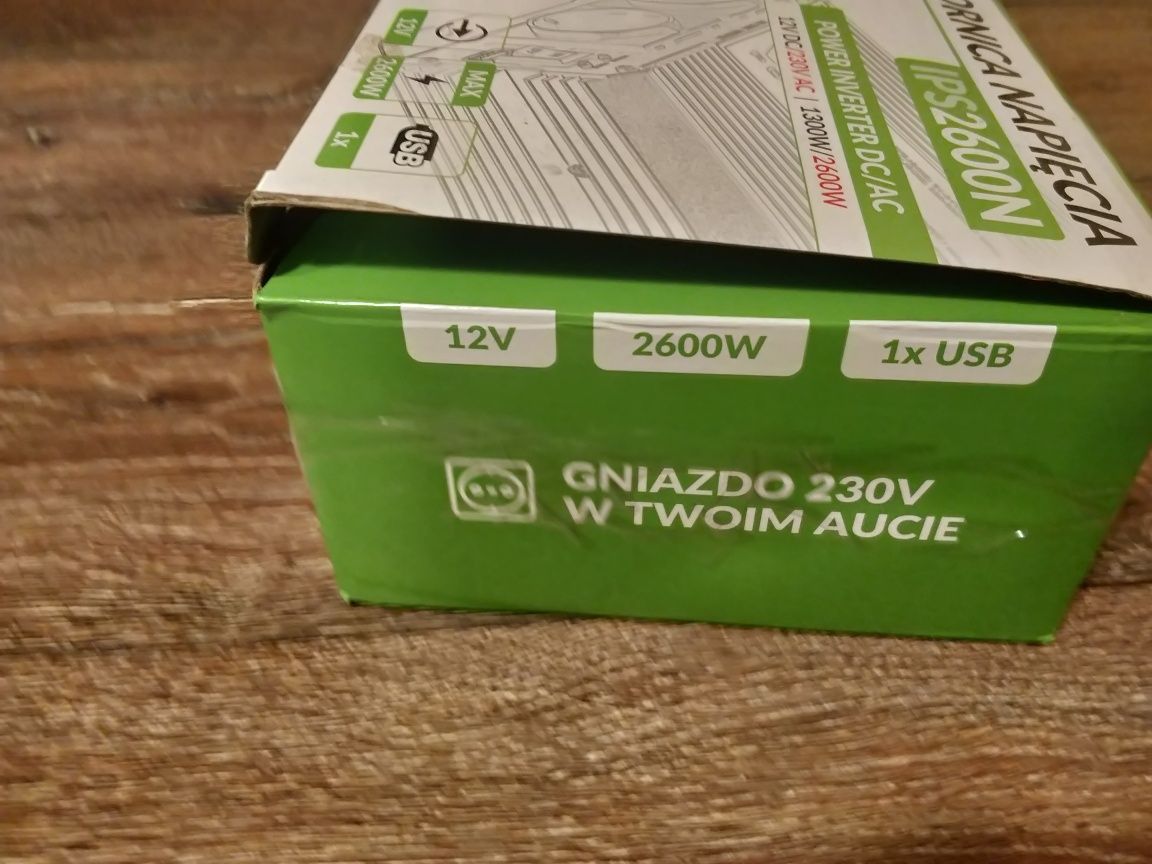 12V
2600W
MAX
1x
USB
NAPIĘCIA
IPS2600N
POWER INVERTER DC/AC
12V DC/230V AC | 1300W/2600W
12V
2600W
1x USB
GNIAZDO 230V
W TWOIM AUCIE